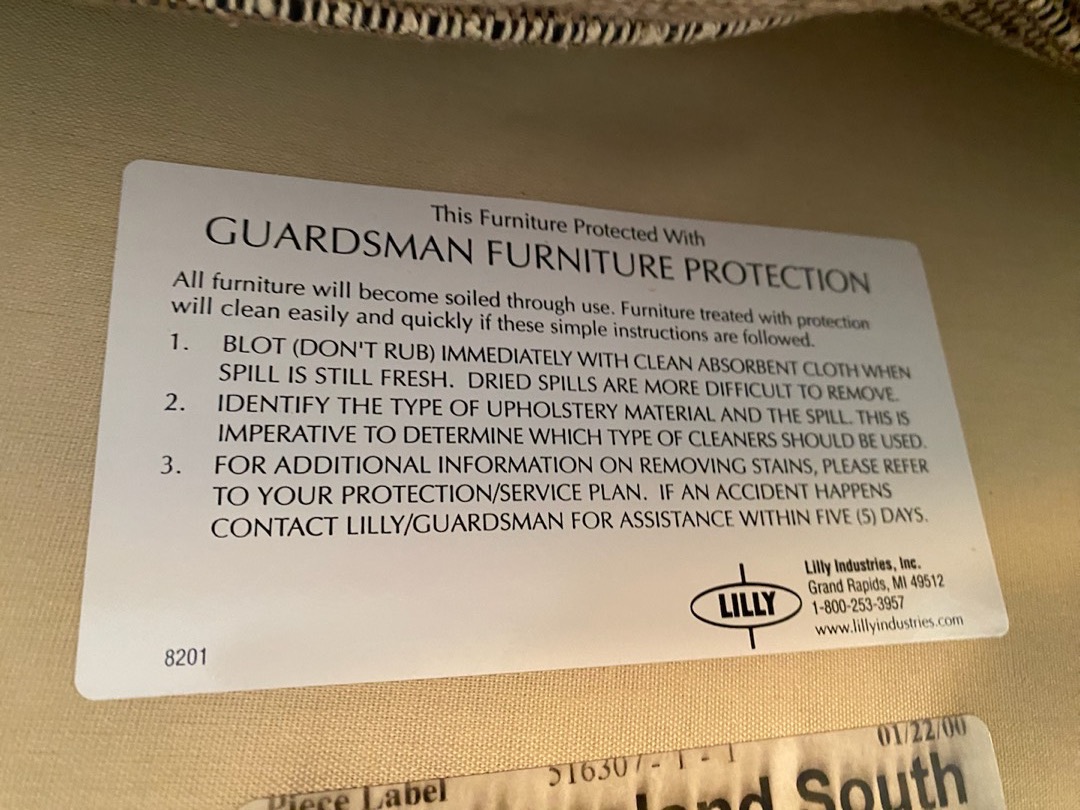 This Furniture Protected With
GUARDSMAN FURNITURE PROTECTION
All furniture will become soiled through use. Furniture treated with protection
will clean easily and quickly if these simple instructions are followed.
1. BLOT (DON'T RUB) IMMEDIATELY WITH CLEAN ABSORBENT CLOTH WHEN
SPILL IS STILL FRESH. DRIED SPILLS ARE MORE DIFFICULT TO REMOVE.
2. IDENTIFY THE TYPE OF UPHOLSTERY MATERIAL AND THE SPILL. THIS IS
IMPERATIVE TO DETERMINE WHICH TYPE OF CLEANERS SHOULD BE USED.
3. FOR ADDITIONAL INFORMATION ON REMOVING STAINS, PLEASE REFER
TO YOUR PROTECTION/SERVICE PLAN. IF AN ACCIDENT HAPPENS
CONTACT LILLY/GUARDSMAN FOR ASSISTANCE WITHIN FIVE (5) DAYS.
LILLY
Lilly Industries, Inc.
Grand Rapids, MI 49512
1-800-253-3957
www.lillyindustries.com
8201
01/22/00
Piece Label 516307- 1 - 1
South